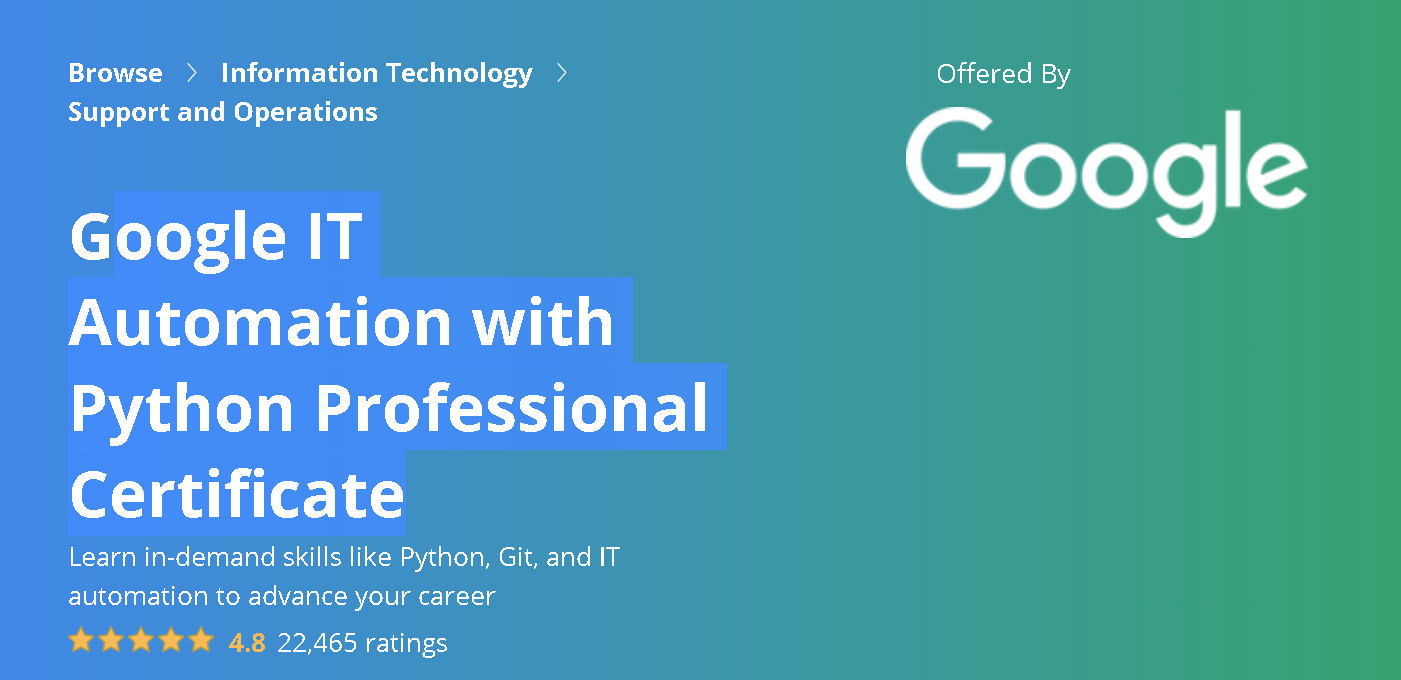 Browse > Information Technology >
Support and Operations
Offered By
Google
Google IT
Automation with
Python Professional
Certificate
Learn in-demand skills like Python, Git, and IT
automation to advance your career
4.8 22,465 ratings